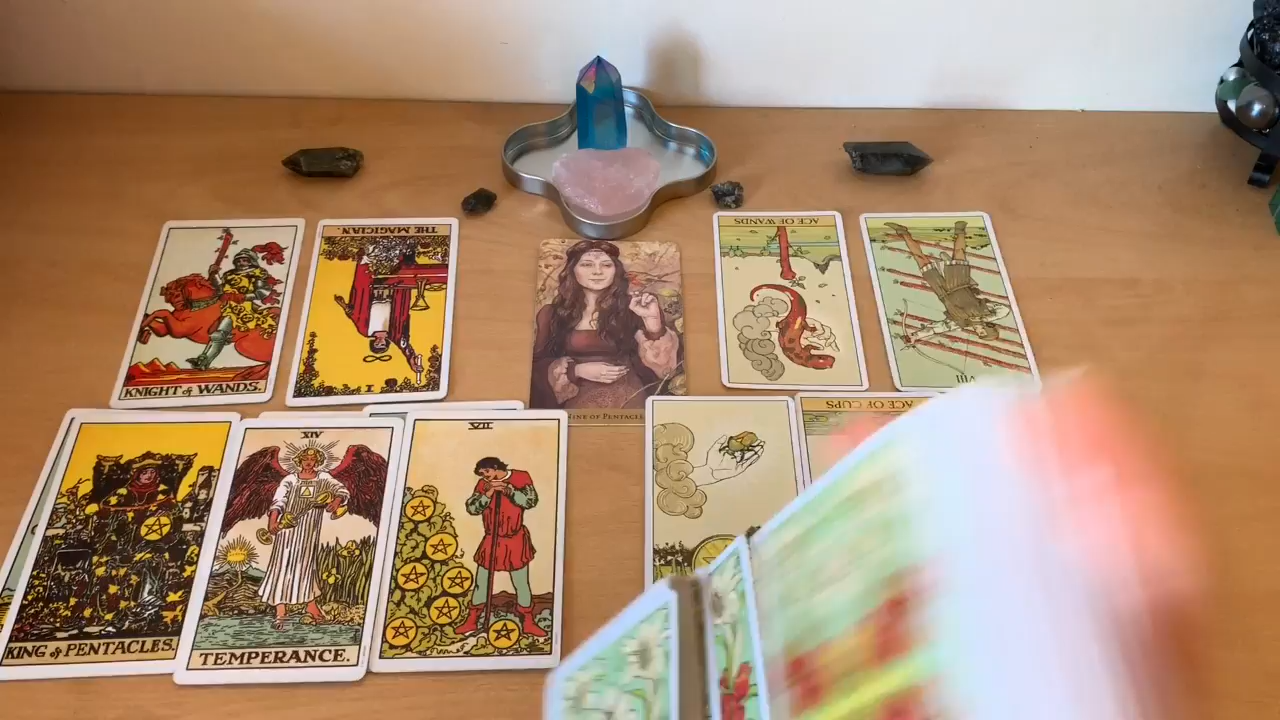 KNIGHT of WANDS.
THE MAGICIAN.
I
NINE OF PENTACLES
ACE OF WANDS
VIII
KING of PENTACLES.
XIV
TEMPERANCE.
VII
ACE OF CUPS